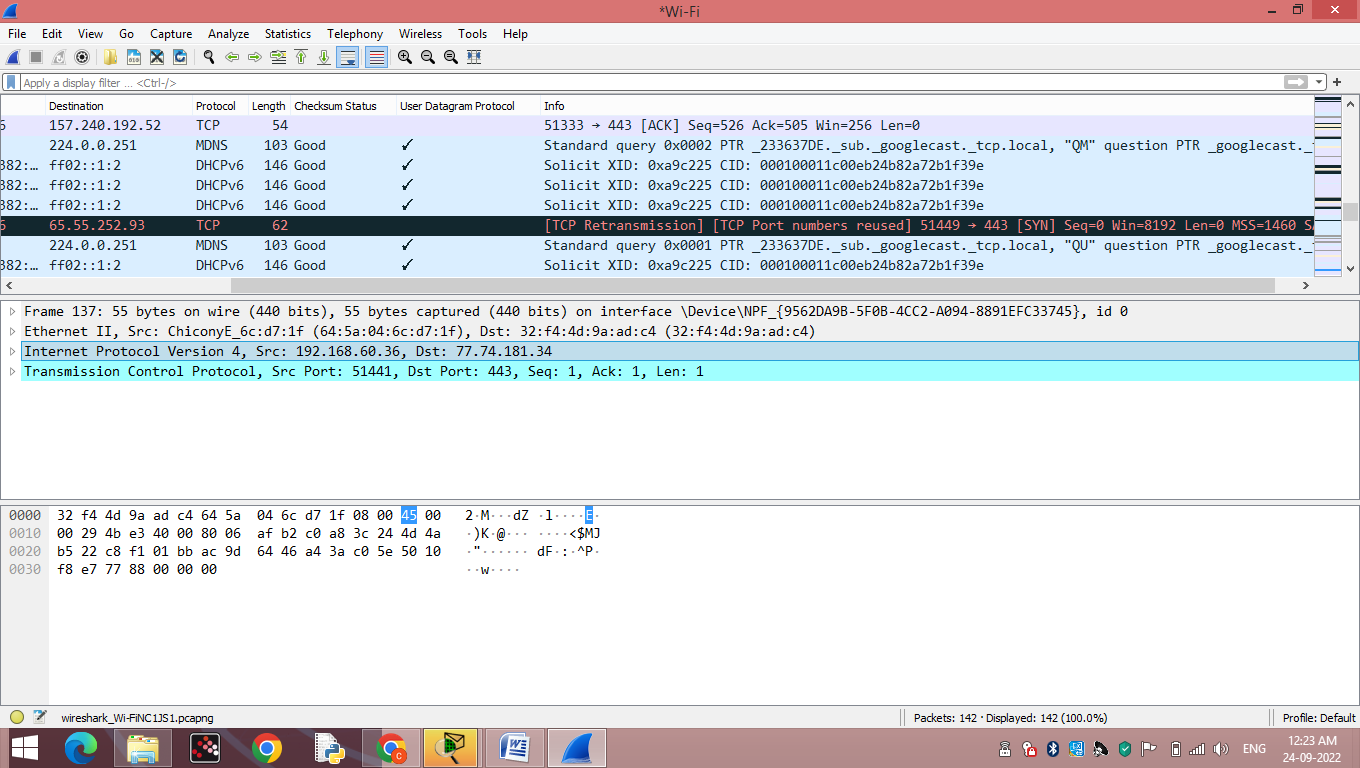 *Wi-Fi
File Edit View Go Capture Analyze Statistics Telephony Wireless Tools Help
Apply a display filter ... <Ctrl-/>
Destination Protocol Length Checksum Status User Datagram Protocol Info
6 157.240.192.52 TCP 54 51333 → 443 [ACK] Seq=526 Ack=505 Win=256 Len=0
224.0.0.251 MDNS 103 Good ✓ Standard query 0x0002 PTR _233637DE._sub._googlecast._tcp.local, "QM" question PTR _googlecast._
382:… ff02::1:2 DHCPv6 146 Good ✓ Solicit XID: 0xa9c225 CID: 000100011c00eb24b82a72b1f39e
382:… ff02::1:2 DHCPv6 146 Good ✓ Solicit XID: 0xa9c225 CID: 000100011c00eb24b82a72b1f39e
382:… ff02::1:2 DHCPv6 146 Good ✓ Solicit XID: 0xa9c225 CID: 000100011c00eb24b82a72b1f39e
6 65.55.252.93 TCP 62 [TCP Retransmission] [TCP Port numbers reused] 51449 → 443 [SYN] Seq=0 Win=8192 Len=0 MSS=1460 SA
224.0.0.251 MDNS 103 Good ✓ Standard query 0x0001 PTR _233637DE._sub._googlecast._tcp.local, "QU" question PTR _googlecast._
382:… ff02::1:2 DHCPv6 146 Good ✓ Solicit XID: 0xa9c225 CID: 000100011c00eb24b82a72b1f39e
Frame 137: 55 bytes on wire (440 bits), 55 bytes captured (440 bits) on interface \Device\NPF_{9562DA9B-5F0B-4CC2-A094-8891EFC33745}, id 0
Ethernet II, Src: ChiconyE_6c:d7:1f (64:5a:04:6c:d7:1f), Dst: 32:f4:4d:9a:ad:c4 (32:f4:4d:9a:ad:c4)
Internet Protocol Version 4, Src: 192.168.60.36, Dst: 77.74.181.34
Transmission Control Protocol, Src Port: 51441, Dst Port: 443, Seq: 1, Ack: 1, Len: 1
0000 32 f4 4d 9a ad c4 64 5a 04 6c d7 1f 08 00 45 00 2·M···dZ ·l····E·
0010 00 29 4b e3 40 00 80 06 af b2 c0 a8 3c 24 4d 4a ·)K·@··· ····<$MJ
0020 b5 22 c8 f1 01 bb ac 9d 64 46 a4 3a c0 5e 50 10 ·"······ dF·:·^P·
0030 f8 e7 77 88 00 00 00 ··w····
wireshark_Wi-FiNC1JS1.pcapng Packets: 142 · Displayed: 142 (100.0%) Profile: Default
ENG 12:23 AM
24-09-2022